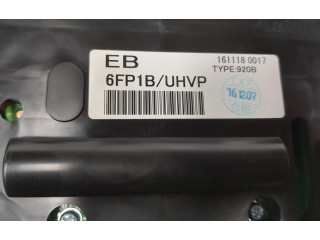 EB
161118 0017
TYPE:920B
6FP1B/UHVP
'16.12.07